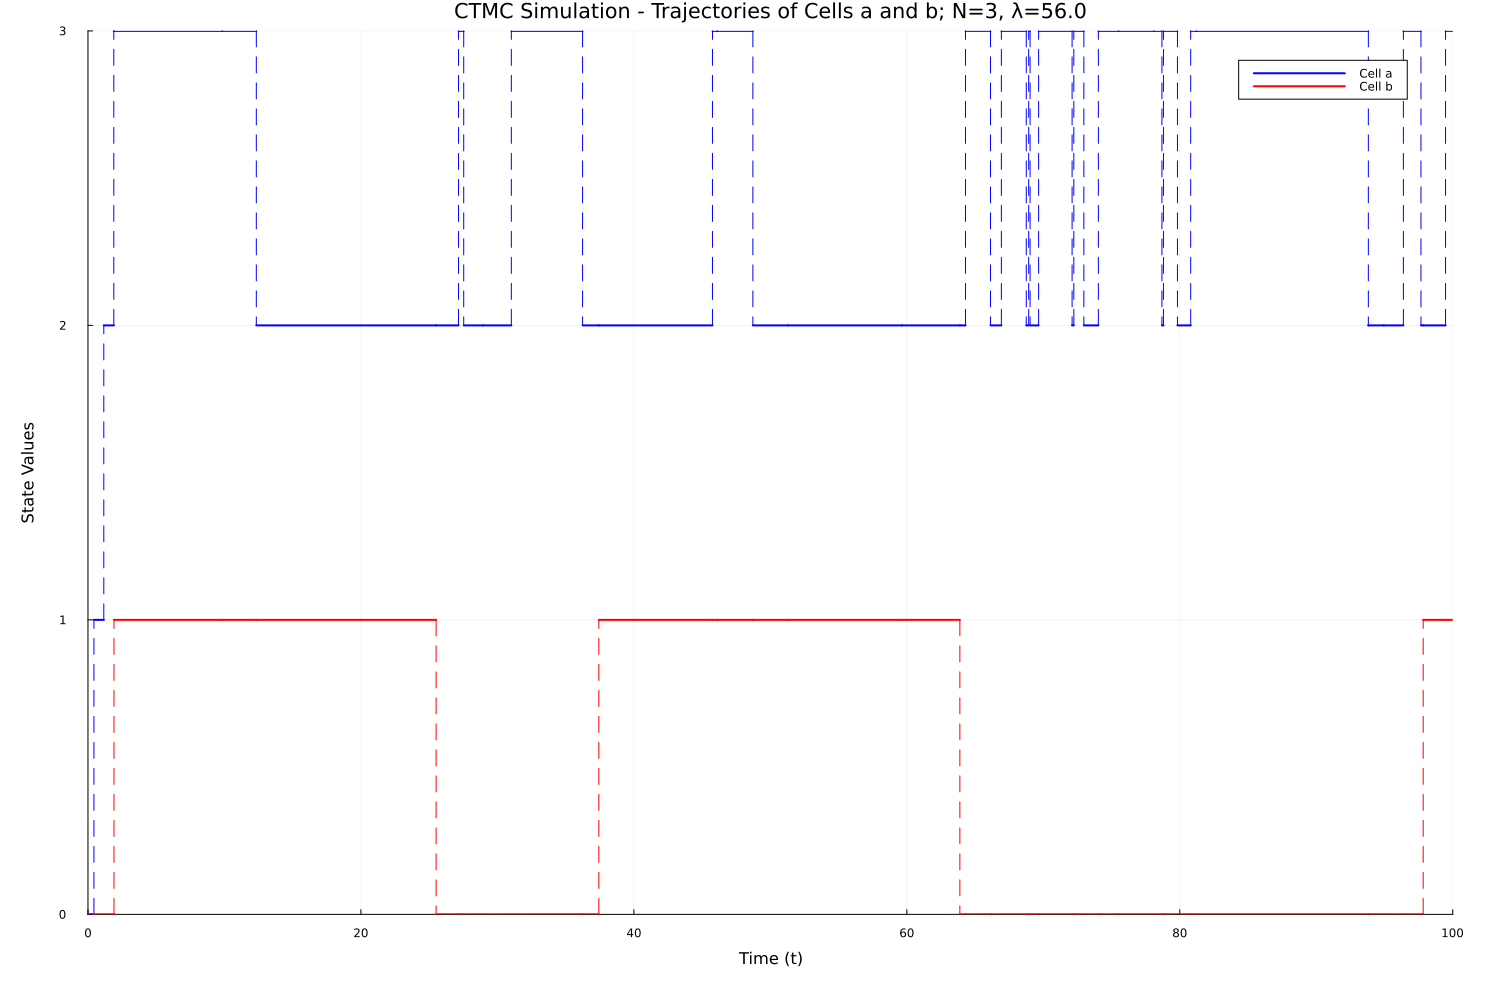 CTMC Simulation - Trajectories of Cells a and b; N=3, λ=56.0
3
Cell a
Cell b
2
State Values
1
0
0 20 40 60 80 100
Time (t)